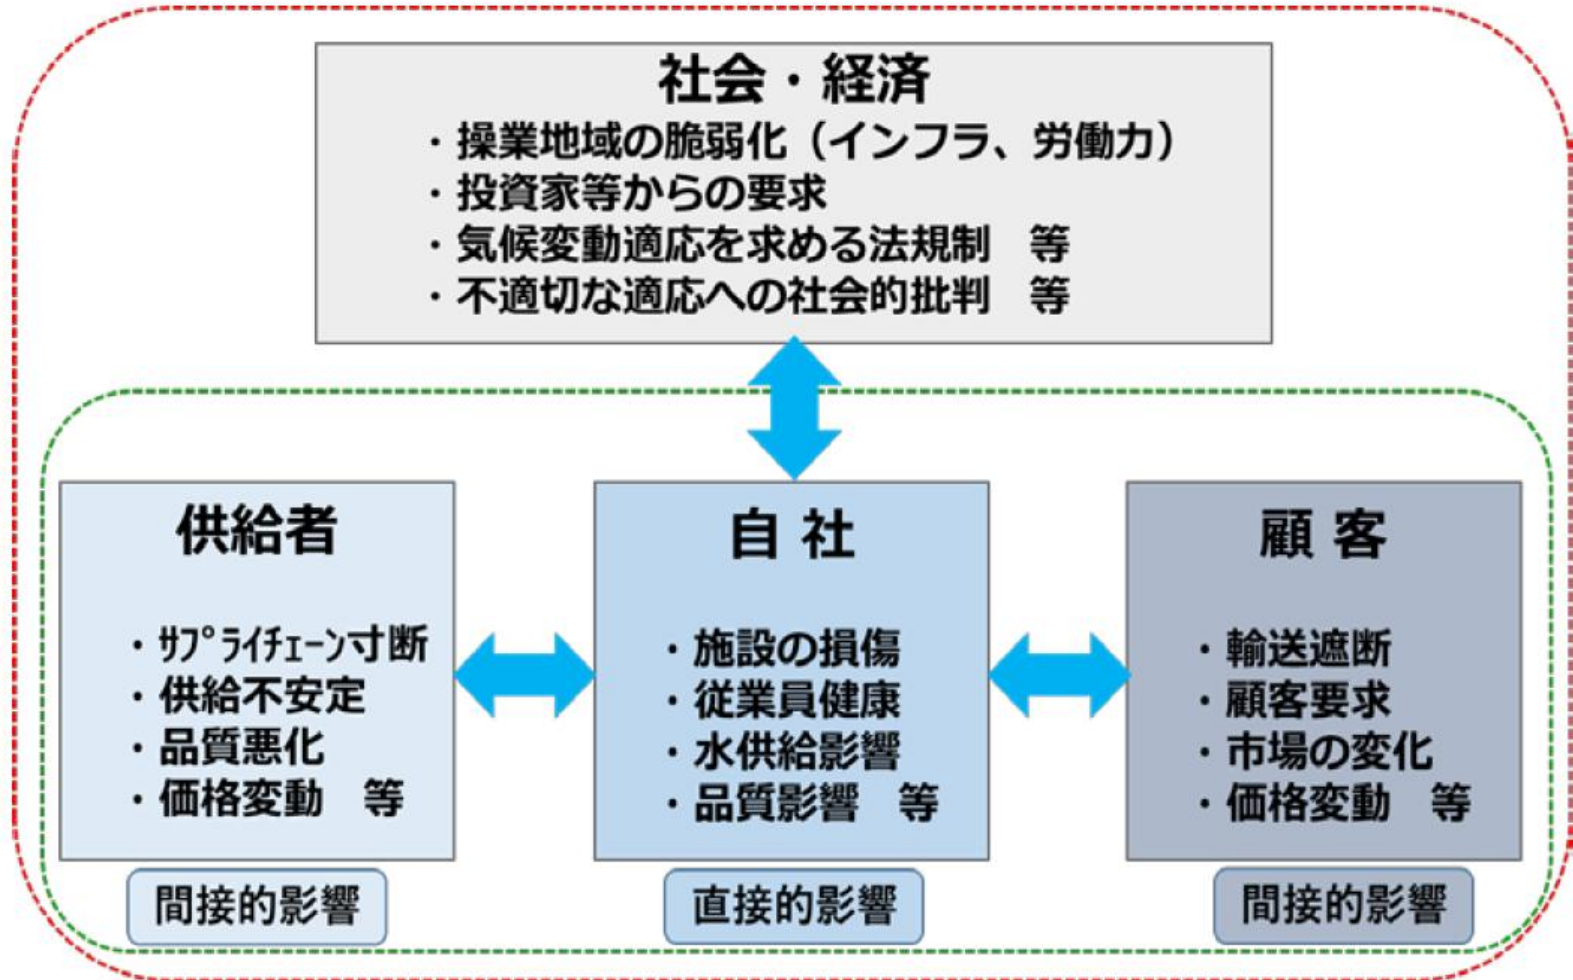 社会・経済
・操業地域の脆弱化（インフラ、労働力）
・投資家等からの要求
・気候変動適応を求める法規制　等
・不適切な適応への社会的批判　等
供給者
・ｻﾌﾟﾗｲﾁｪｰﾝ寸断
・供給不安定
・品質悪化
・価格変動　等
間接的影響
自 社
・施設の損傷
・従業員健康
・水供給影響
・品質影響　等
直接的影響
顧 客
・輸送遮断
・顧客要求
・市場の変化
・価格変動　等
間接的影響